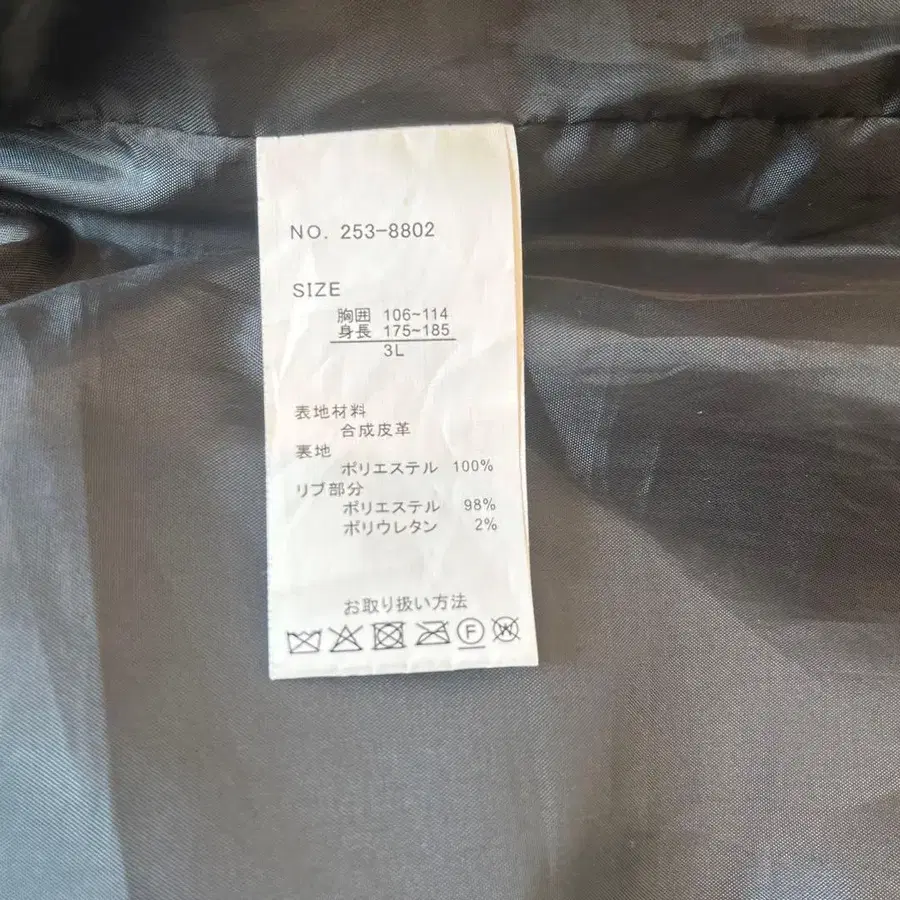 NO. 253-8802
SIZE
胸囲 106~114
身長 175~185
3L
表地材料
合成皮革
裏地
ポリエステル 100%
リブ部分
ポリエステル 98%
ポリウレタン 2%
お取り扱い方法
F W